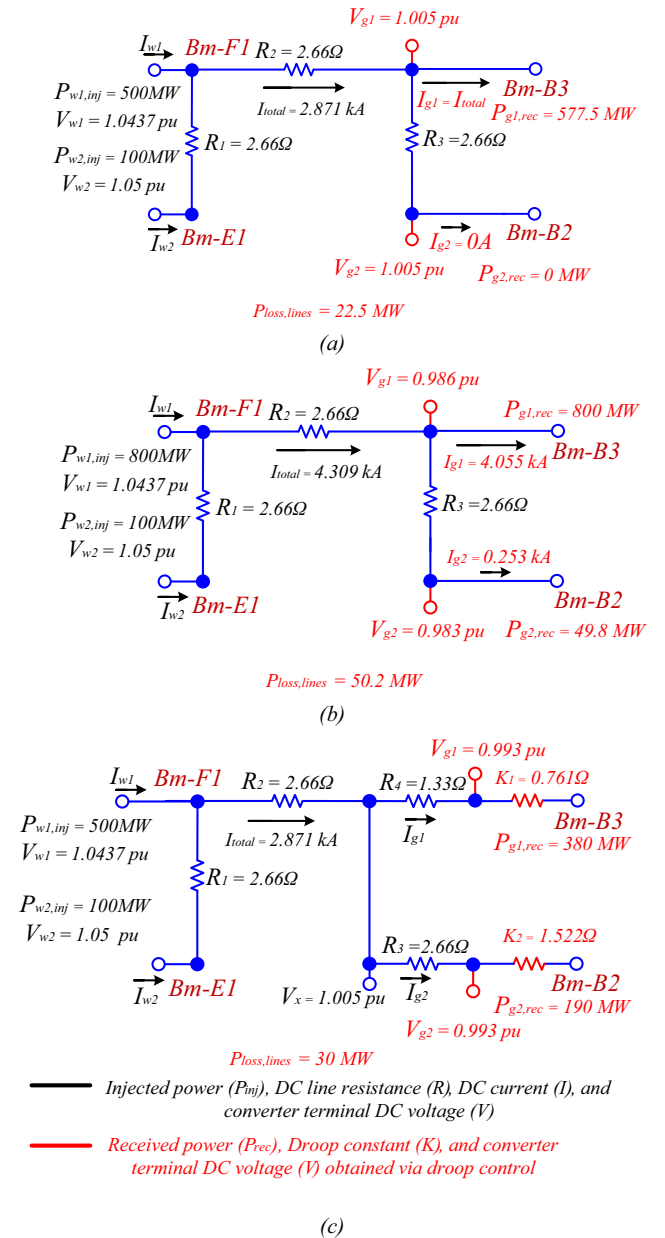 V_g1 = 1.005 pu
I_w1
Bm-F1
R_2 = 2.66Ω
P_w1,inj = 500MW
V_w1 = 1.0437 pu
I_total = 2.871 kA
I_g1 = I_total
Bm-B3
P_g1,rec = 577.5 MW
R_1 = 2.66Ω
R_3 =2.66Ω
P_w2,inj = 100MW
V_w2 = 1.05 pu
I_w2
Bm-E1
I_g2 = 0A
Bm-B2
V_g2 = 1.005 pu
P_g2,rec = 0 MW
P_loss,lines = 22.5 MW
(a)
V_g1 = 0.986 pu
I_w1
Bm-F1
R_2 = 2.66Ω
P_g1,rec = 800 MW
P_w1,inj = 800MW
V_w1 = 1.0437 pu
I_total = 4.309 kA
I_g1 = 4.055 kA
Bm-B3
R_1 = 2.66Ω
R_3 =2.66Ω
P_w2,inj = 100MW
V_w2 = 1.05 pu
I_w2
Bm-E1
I_g2 = 0.253 kA
Bm-B2
V_g2 = 0.983 pu
P_g2,rec = 49.8 MW
P_loss,lines = 50.2 MW
(b)
V_g1 = 0.993 pu
I_w1
Bm-F1
R_2 = 2.66Ω
R_4 = 1.33Ω
K_1 = 0.761Ω
P_w1,inj = 500MW
V_w1 = 1.0437 pu
I_total = 2.871 kA
I_g1
Bm-B3
P_g1,rec = 380 MW
R_1 = 2.66Ω
P_w2,inj = 100MW
V_w2 = 1.05 pu
I_w2
Bm-E1
R_3 =2.66Ω
K_2 = 1.522Ω
V_x = 1.005 pu
I_g2
Bm-B2
P_g2,rec = 190 MW
V_g2 = 0.993 pu
P_loss,lines = 30 MW
Injected power (P_inj), DC line resistance (R), DC current (I), and
converter terminal DC voltage (V)
Received power (P_rec), Droop constant (K), and converter
terminal DC voltage (V) obtained via droop control
(c)